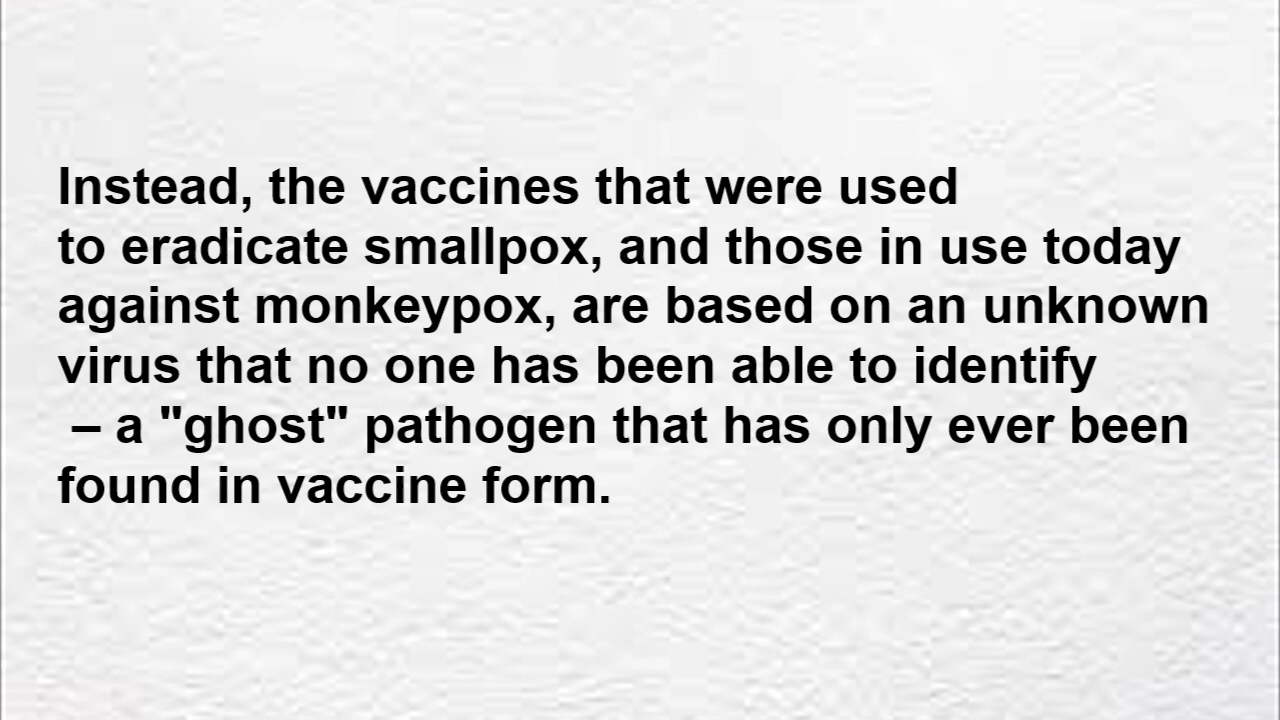 Instead, the vaccines that were used
to eradicate smallpox, and those in use today
against monkeypox, are based on an unknown
virus that no one has been able to identify
– a "ghost" pathogen that has only ever been
found in vaccine form.